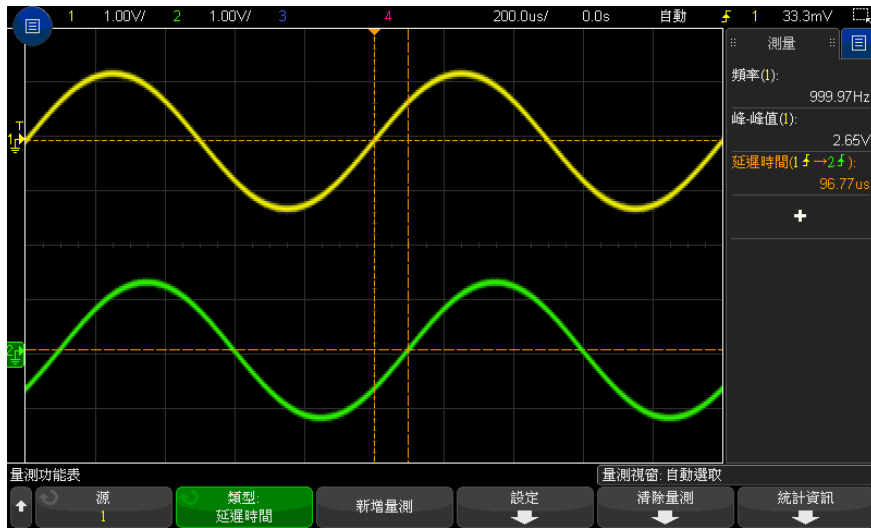 1 1.00V/ 2 1.00V/ 3 4 200.0us/ 0.0s 自動 1 33.3mV
測量
頻率(1):
999.97Hz
峰-峰值(1):
2.65V
延遲時間(1→2):
96.77us
+
T
1
2
量測功能表 量測視窗: 自動選取
源
1
類型:
延遲時間
新增量測
設定
清除量測
統計資訊